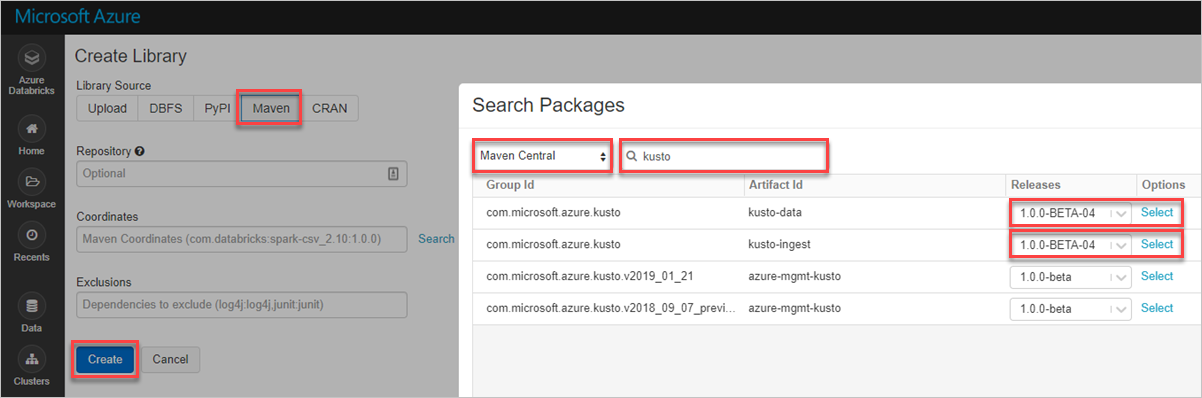 Microsoft Azure
Azure
Databricks
Home
Workspace
Recents
Data
Clusters
Create Library
Library Source
Upload DBFS PyPI Maven CRAN
Repository ?
Optional
Coordinates
Maven Coordinates (com.databricks:spark-csv_2.10:1.0.0) Search
Exclusions
Dependencies to exclude (log4j:log4j,junit:junit)
Create Cancel
Search Packages
Maven Central kusto
Group Id Artifact Id Releases Options
com.microsoft.azure.kusto kusto-data 1.0.0-BETA-04 Select
com.microsoft.azure.kusto kusto-ingest 1.0.0-BETA-04 Select
com.microsoft.azure.kusto.v2019_01_21 azure-mgmt-kusto 1.0.0-beta Select
com.microsoft.azure.kusto.v2018_09_07_previ... azure-mgmt-kusto 1.0.0-beta Select